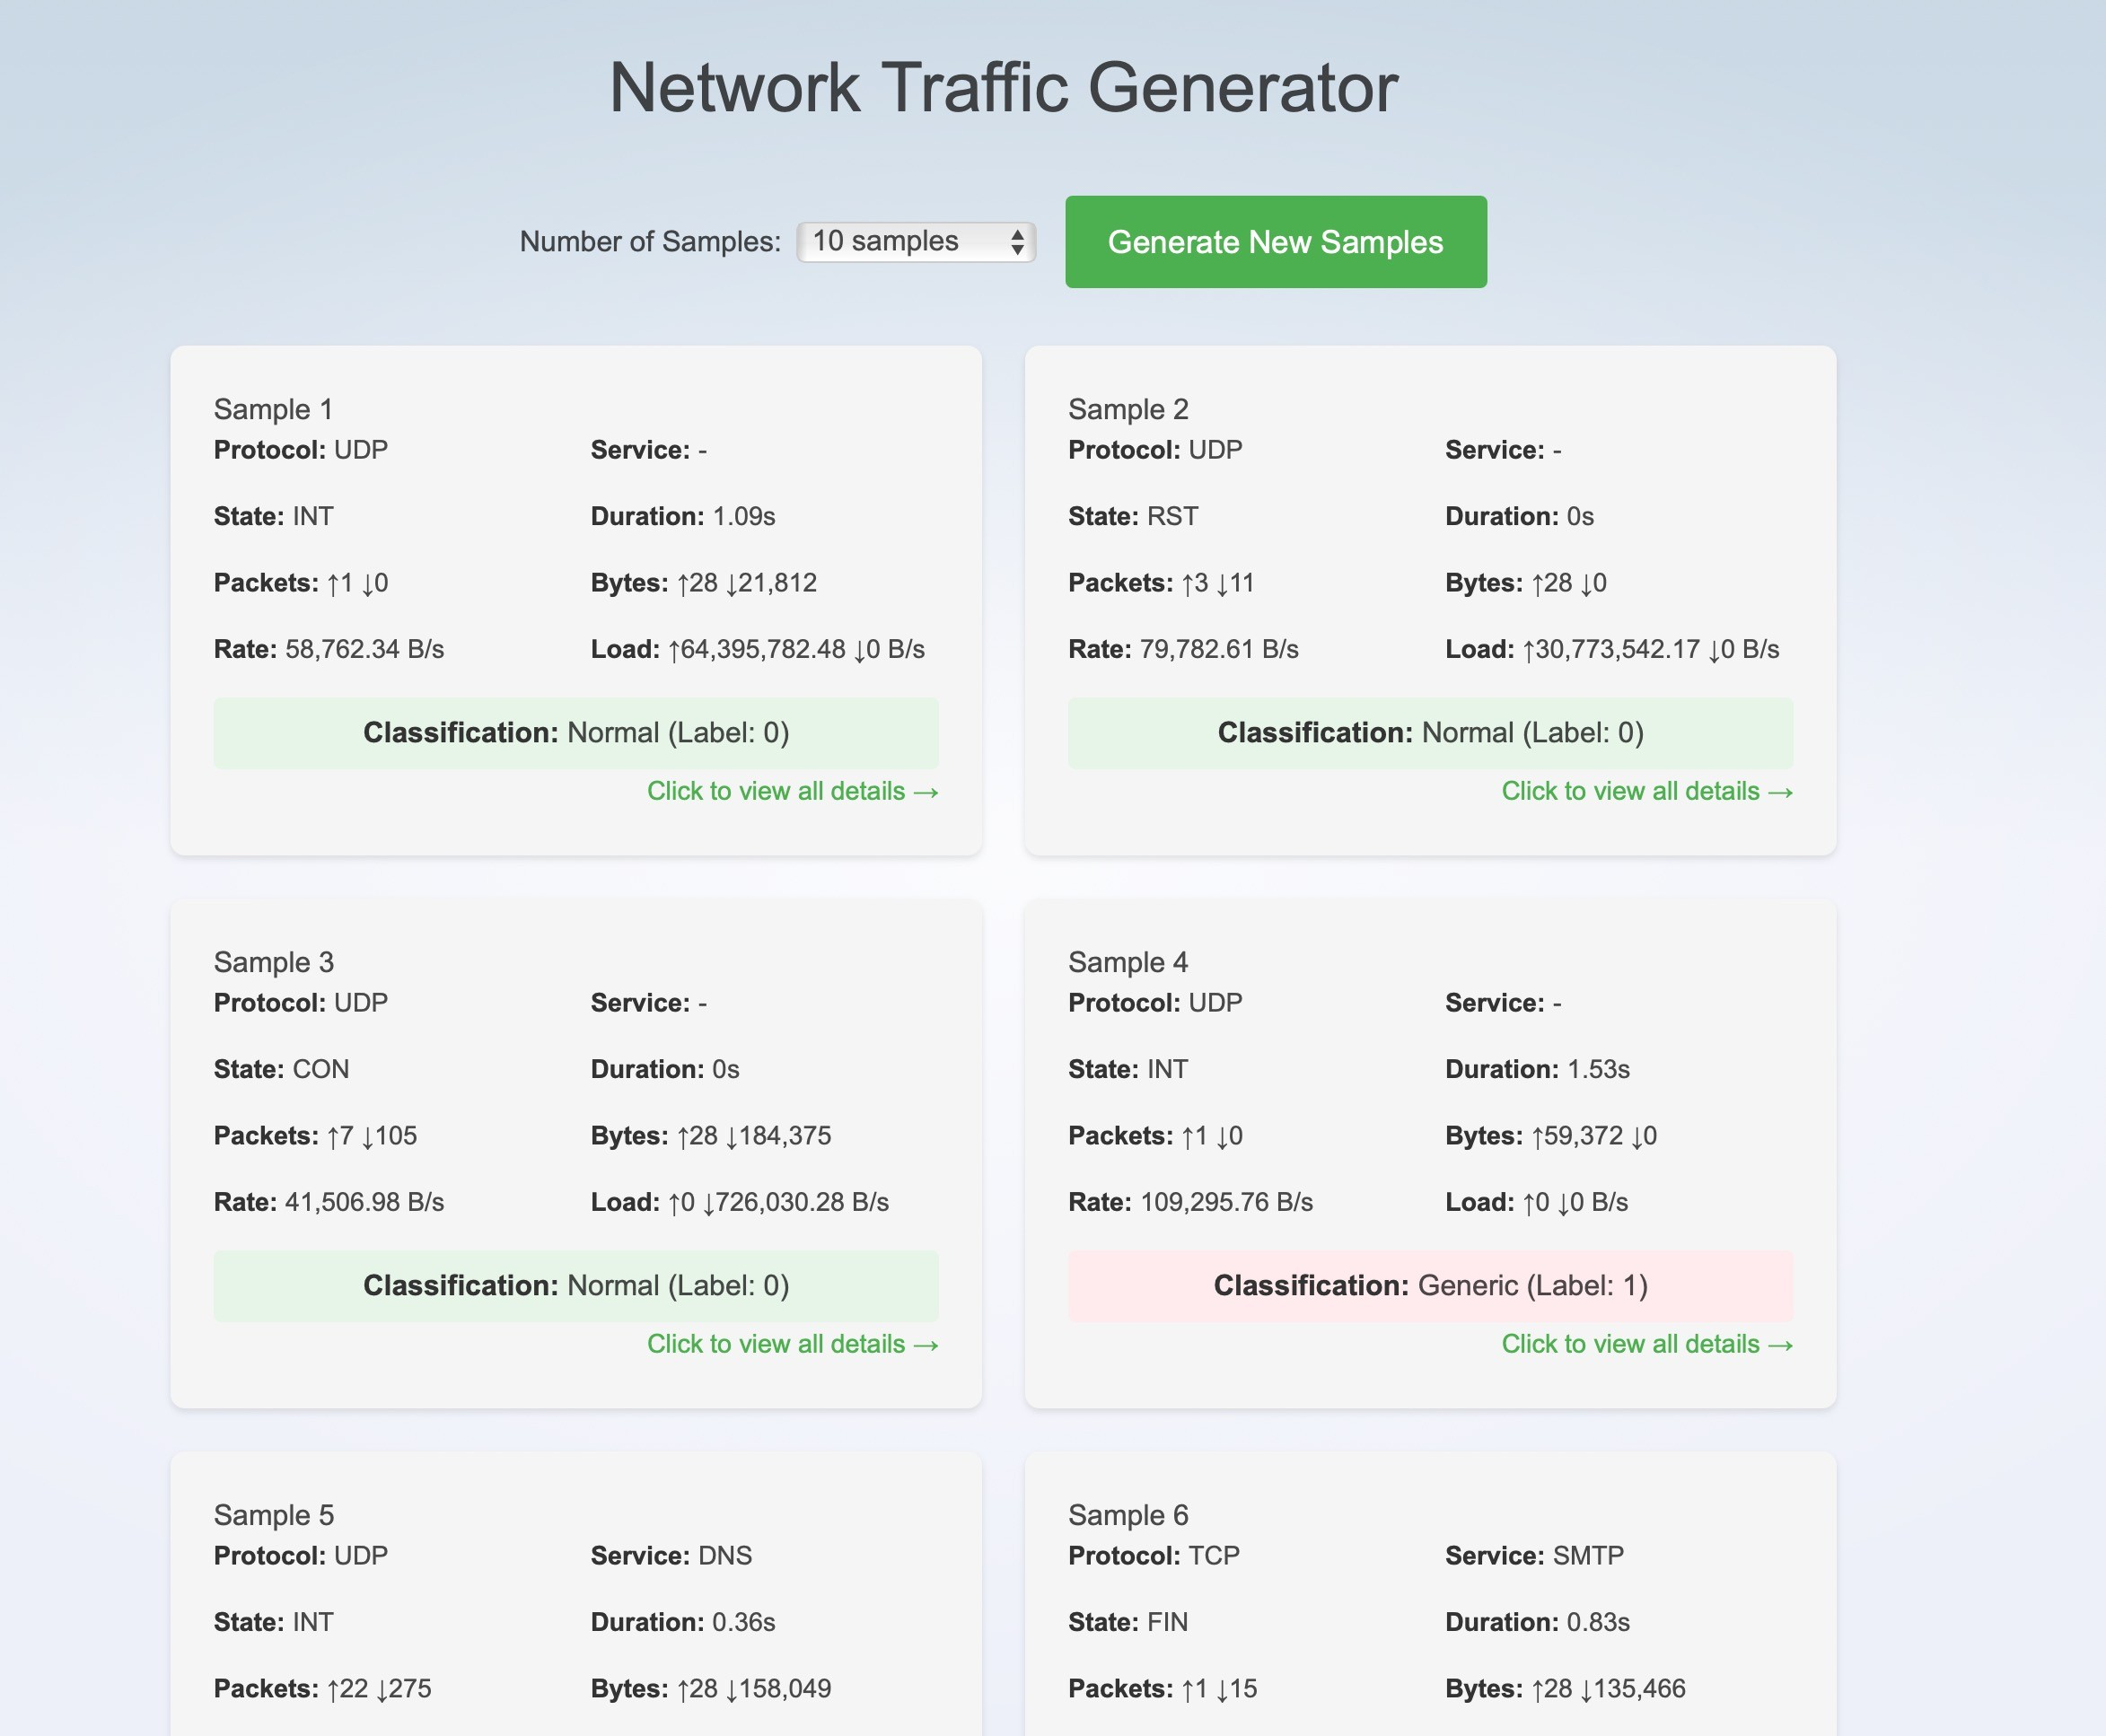 Network Traffic Generator
Number of Samples: 10 samples Generate New Samples
Sample 1
Protocol: UDP Service: -
State: INT Duration: 1.09s
Packets: ↑1 ↓0 Bytes: ↑28 ↓21,812
Rate: 58,762.34 B/s Load: ↑64,395,782.48 ↓0 B/s
Classification: Normal (Label: 0)
Click to view all details →
Sample 2
Protocol: UDP Service: -
State: RST Duration: 0s
Packets: ↑3 ↓11 Bytes: ↑28 ↓0
Rate: 79,782.61 B/s Load: ↑30,773,542.17 ↓0 B/s
Classification: Normal (Label: 0)
Click to view all details →
Sample 3
Protocol: UDP Service: -
State: CON Duration: 0s
Packets: ↑7 ↓105 Bytes: ↑28 ↓184,375
Rate: 41,506.98 B/s Load: ↑0 ↓726,030.28 B/s
Classification: Normal (Label: 0)
Click to view all details →
Sample 4
Protocol: UDP Service: -
State: INT Duration: 1.53s
Packets: ↑1 ↓0 Bytes: ↑59,372 ↓0
Rate: 109,295.76 B/s Load: ↑0 ↓0 B/s
Classification: Generic (Label: 1)
Click to view all details →
Sample 5
Protocol: UDP Service: DNS
State: INT Duration: 0.36s
Packets: ↑22 ↓275 Bytes: ↑28 ↓158,049
Sample 6
Protocol: TCP Service: SMTP
State: FIN Duration: 0.83s
Packets: ↑1 ↓15 Bytes: ↑28 ↓135,466